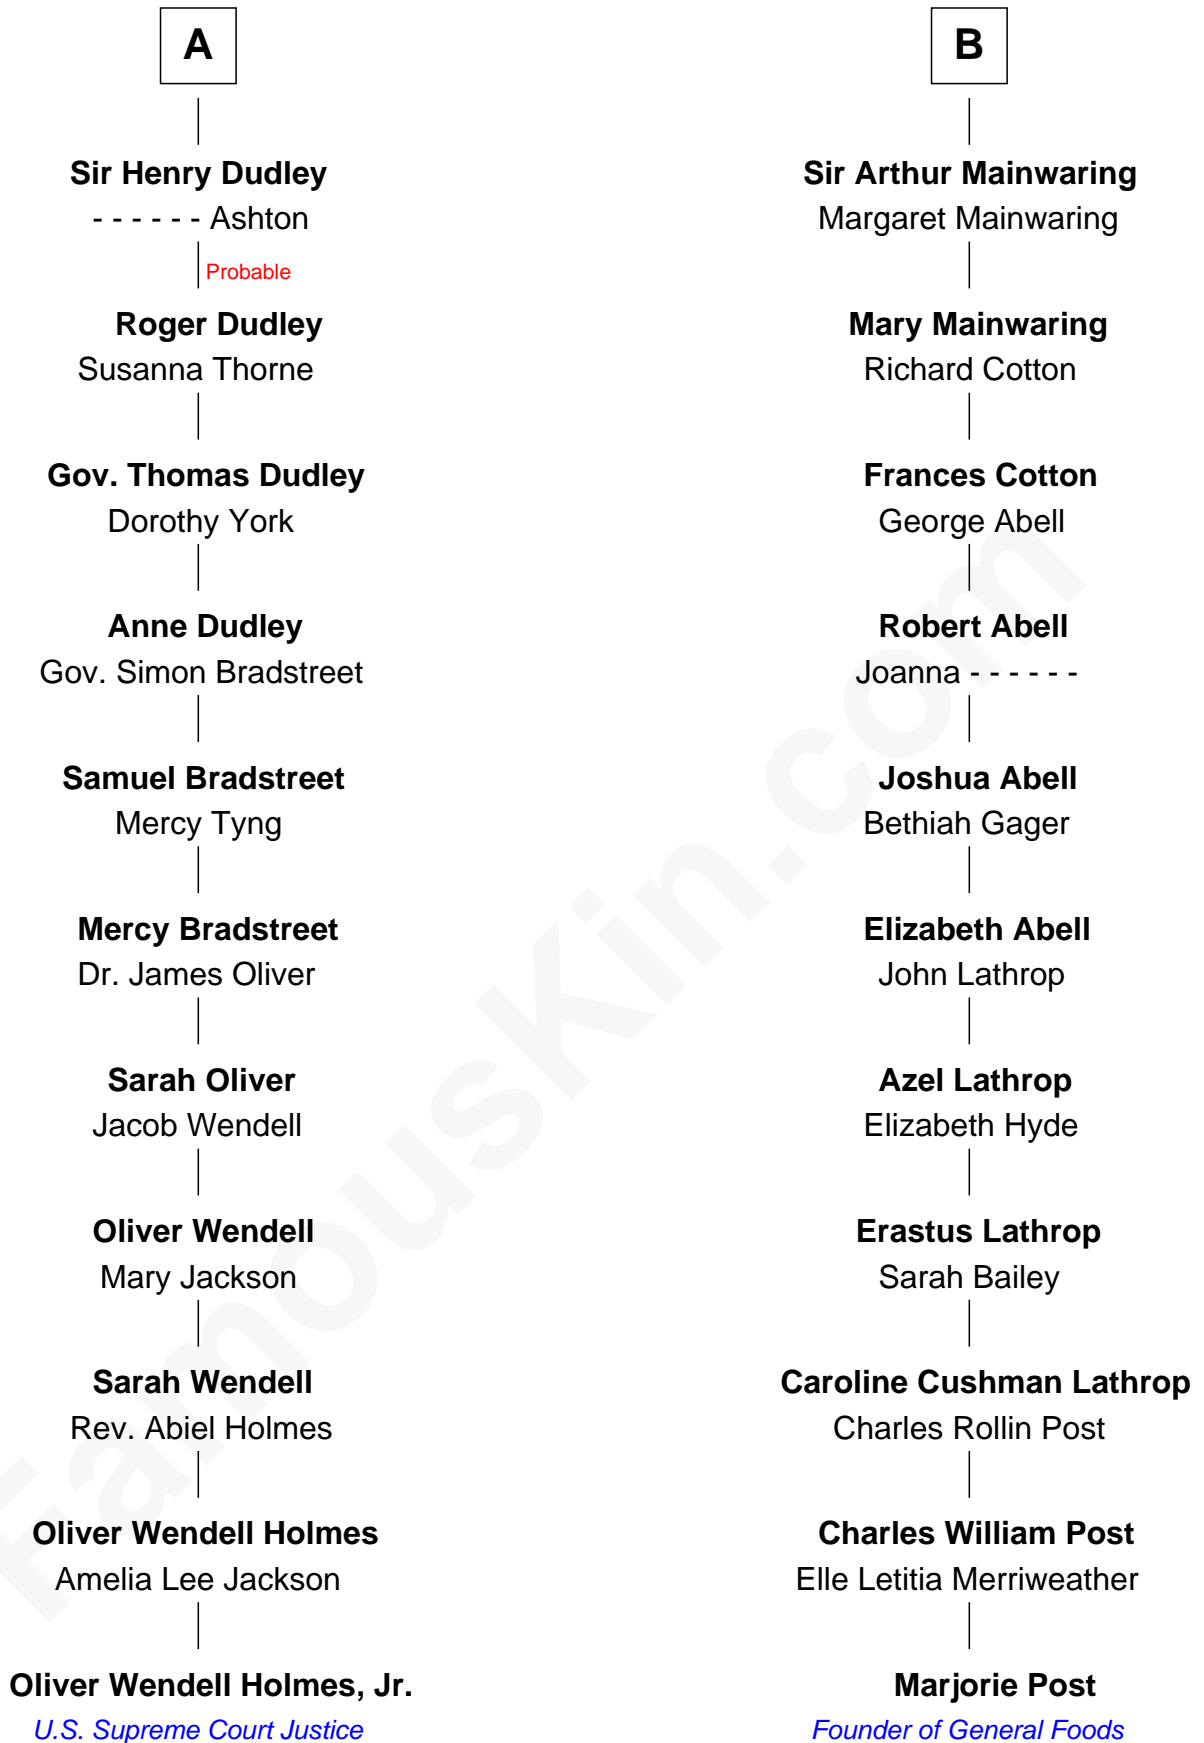 A
Sir Henry Dudley
- - - - - - Ashton
Probable
Roger Dudley
Susanna Thorne
Gov. Thomas Dudley
Dorothy York
Anne Dudley
Gov. Simon Bradstreet
Samuel Bradstreet
Mercy Tyng
Mercy Bradstreet
Dr. James Oliver
Sarah Oliver
Jacob Wendell
Oliver Wendell
Mary Jackson
Sarah Wendell
Rev. Abiel Holmes
Oliver Wendell Holmes
Amelia Lee Jackson
Oliver Wendell Holmes, Jr.
U.S. Supreme Court Justice
B
Sir Arthur Mainwaring
Margaret Mainwaring
Mary Mainwaring
Richard Cotton
Frances Cotton
George Abell
Robert Abell
Joanna - - - - - -
Joshua Abell
Bethiah Gager
Elizabeth Abell
John Lathrop
Azel Lathrop
Elizabeth Hyde
Erastus Lathrop
Sarah Bailey
Caroline Cushman Lathrop
Charles Rollin Post
Charles William Post
Elle Letitia Merriweather
Marjorie Post
Founder of General Foods
FamousKin.com